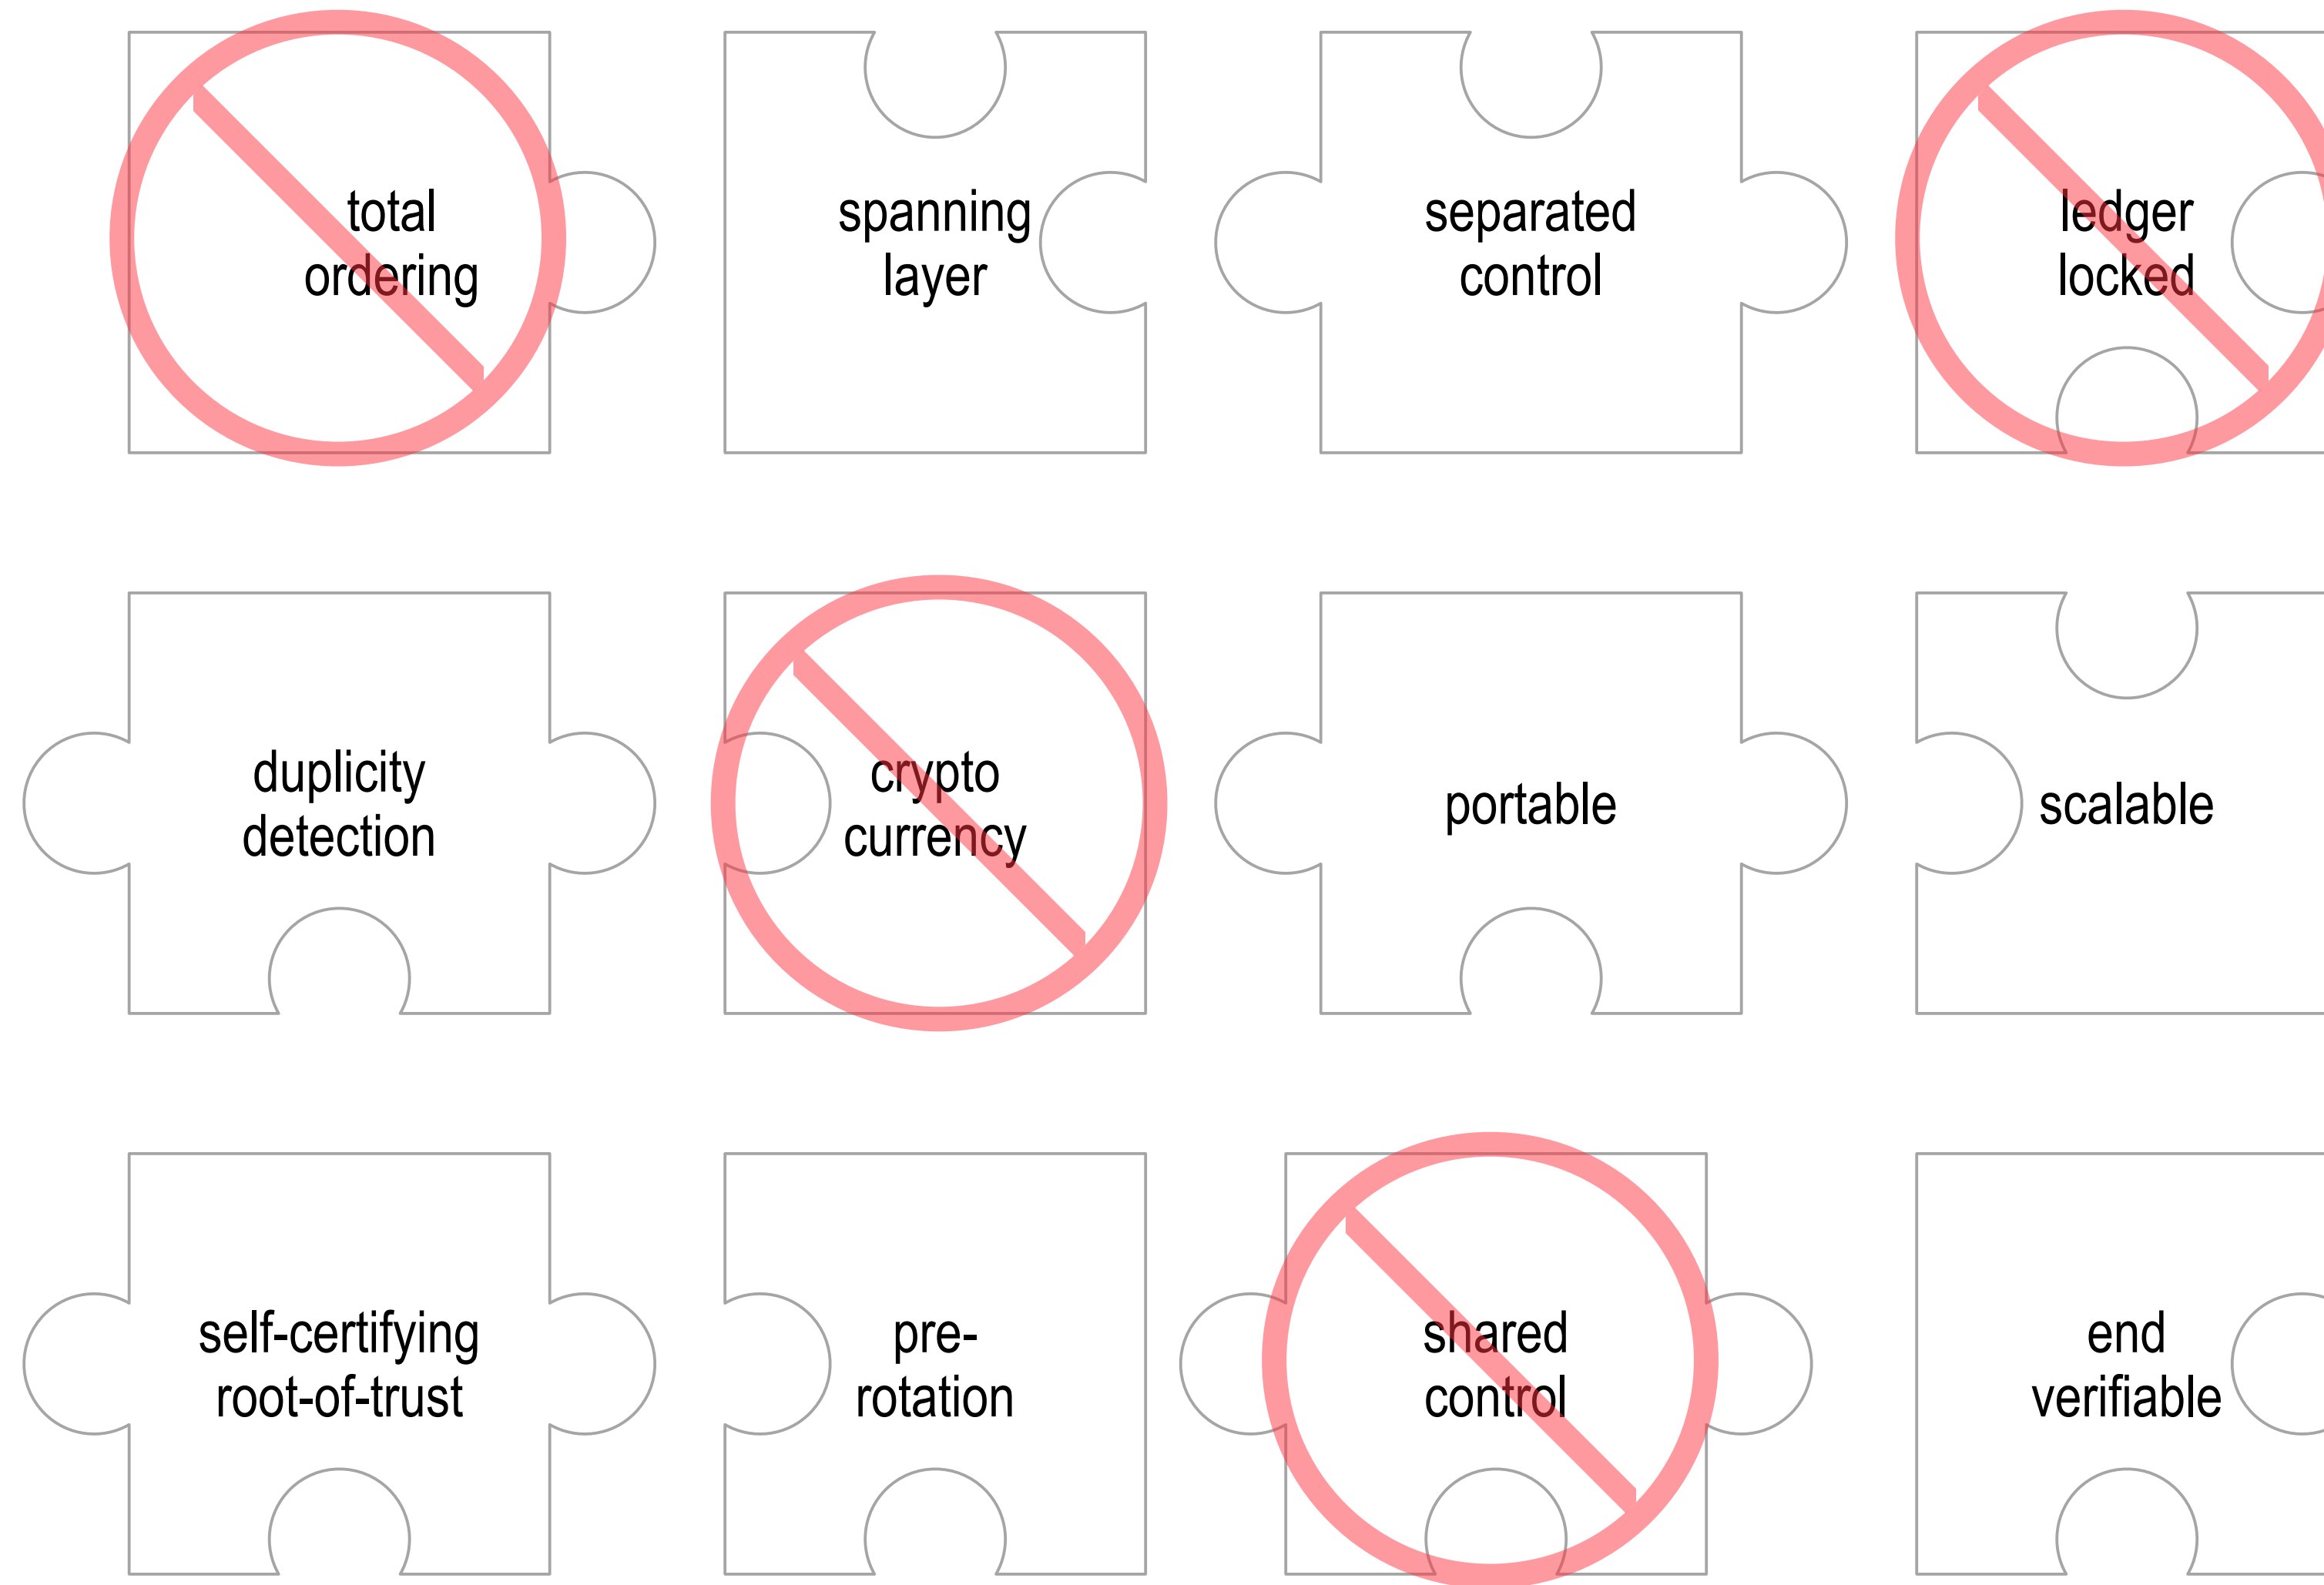 total
ordering
spanning
layer
separated
control
ledger
locked
duplicity
detection
crypto
currency
portable
scalable
self-certifying
root-of-trust
pre-
rotation
shared
control
end
verifiable